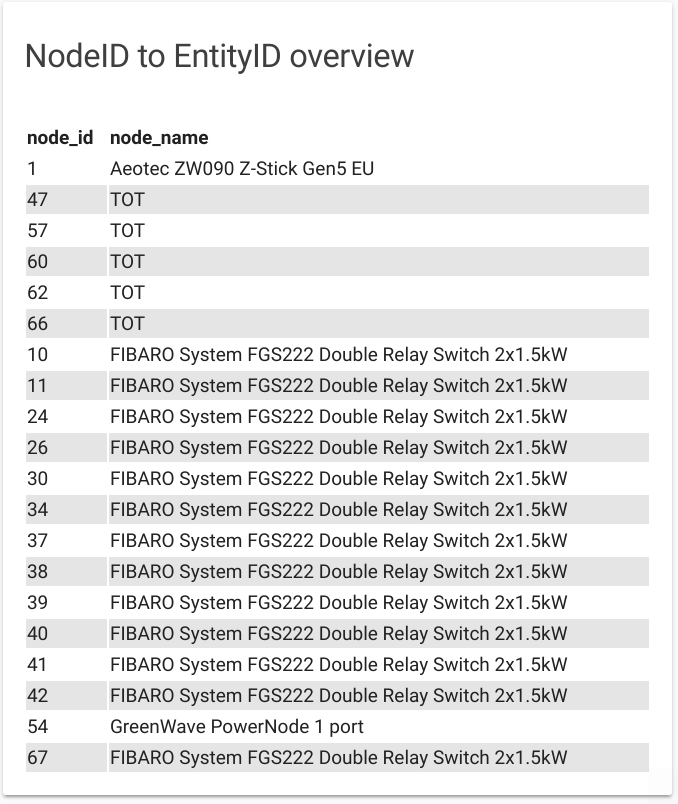 NodeID to EntityID overview
node_id node_name
1 Aeotec ZW090 Z-Stick Gen5 EU
47 TOT
57 TOT
60 TOT
62 TOT
66 TOT
10 FIBARO System FGS222 Double Relay Switch 2x1.5kW
11 FIBARO System FGS222 Double Relay Switch 2x1.5kW
24 FIBARO System FGS222 Double Relay Switch 2x1.5kW
26 FIBARO System FGS222 Double Relay Switch 2x1.5kW
30 FIBARO System FGS222 Double Relay Switch 2x1.5kW
34 FIBARO System FGS222 Double Relay Switch 2x1.5kW
37 FIBARO System FGS222 Double Relay Switch 2x1.5kW
38 FIBARO System FGS222 Double Relay Switch 2x1.5kW
39 FIBARO System FGS222 Double Relay Switch 2x1.5kW
40 FIBARO System FGS222 Double Relay Switch 2x1.5kW
41 FIBARO System FGS222 Double Relay Switch 2x1.5kW
42 FIBARO System FGS222 Double Relay Switch 2x1.5kW
54 GreenWave PowerNode 1 port
67 FIBARO System FGS222 Double Relay Switch 2x1.5kW